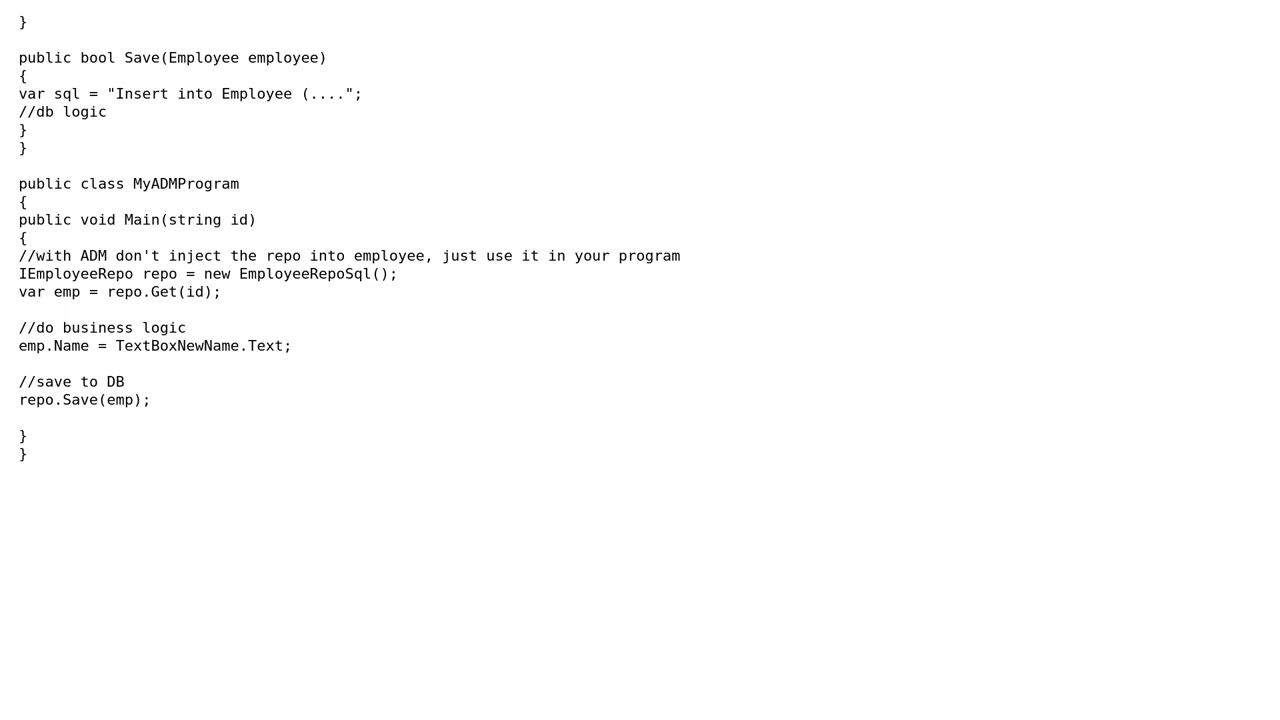 }
public bool Save(Employee employee)
{
var sql = "Insert into Employee (....";
//db logic
}
}
public class MyADMProgram
{
public void Main(string id)
{
//with ADM don't inject the repo into employee, just use it in your program
IEmployeeRepo repo = new EmployeeRepoSql();
var emp = repo.Get(id);
//do business logic
emp.Name = TextBoxNewName.Text;
//save to DB
repo.Save(emp);
}
}